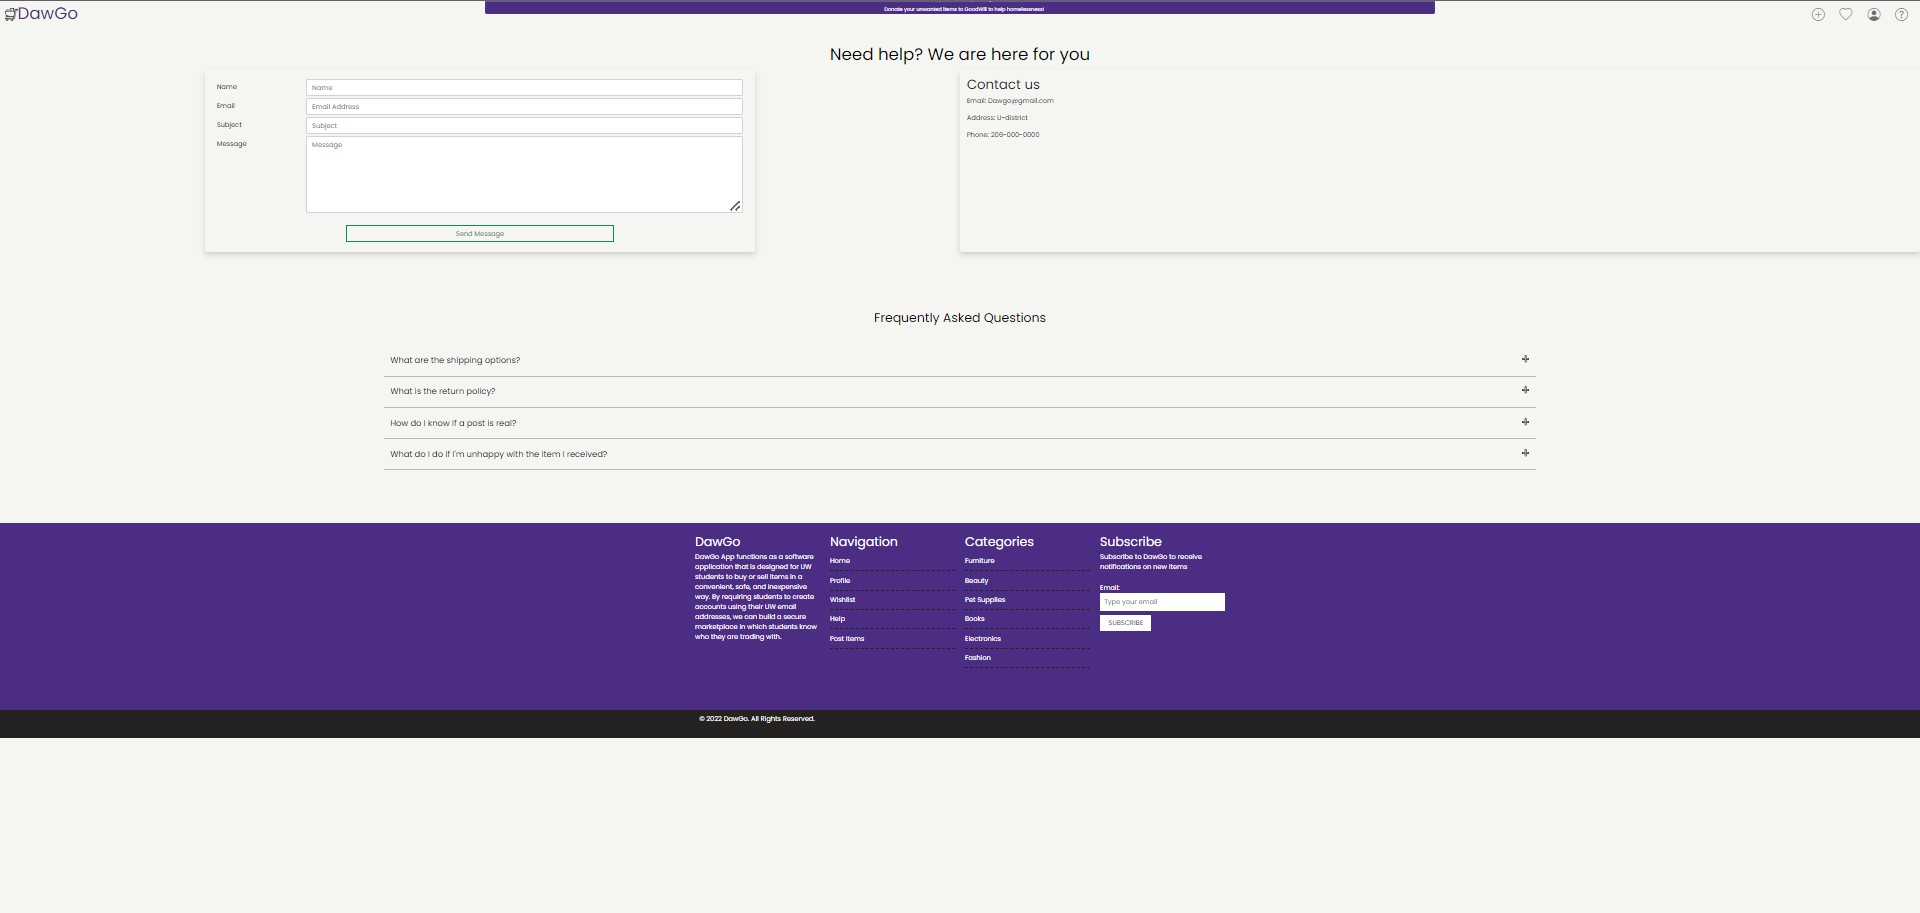 DawGo
Donate your unwanted items to GoodWill to help homelessness!
Need help? We are here for you
Name
Name
Email
Email Address
Subject
Subject
Message
Message
Send Message
Contact us
Email: Dawgo@gmail.com
Address: U-district
Phone: 206-000-0000
Frequently Asked Questions
What are the shipping options?
What is the return policy?
How do I know if a post is real?
What do I do if I'm unhappy with the item I received?
DawGo
DawGo App functions as a software
application that is designed for UW
students to buy or sell items in a
convenient, safe, and inexpensive
way. By requiring students to create
accounts using their UW email
addresses, we can build a secure
marketplace in which students know
who they are trading with.
Navigation
Home
Profile
Wishlist
Help
Post Items
Categories
Furniture
Beauty
Pet Supplies
Books
Electronics
Fashion
Subscribe
Subscribe to DawGo to receive
notifications on new items
Email:
Type your email
SUBSCRIBE
© 2022 DawGo. All Rights Reserved.